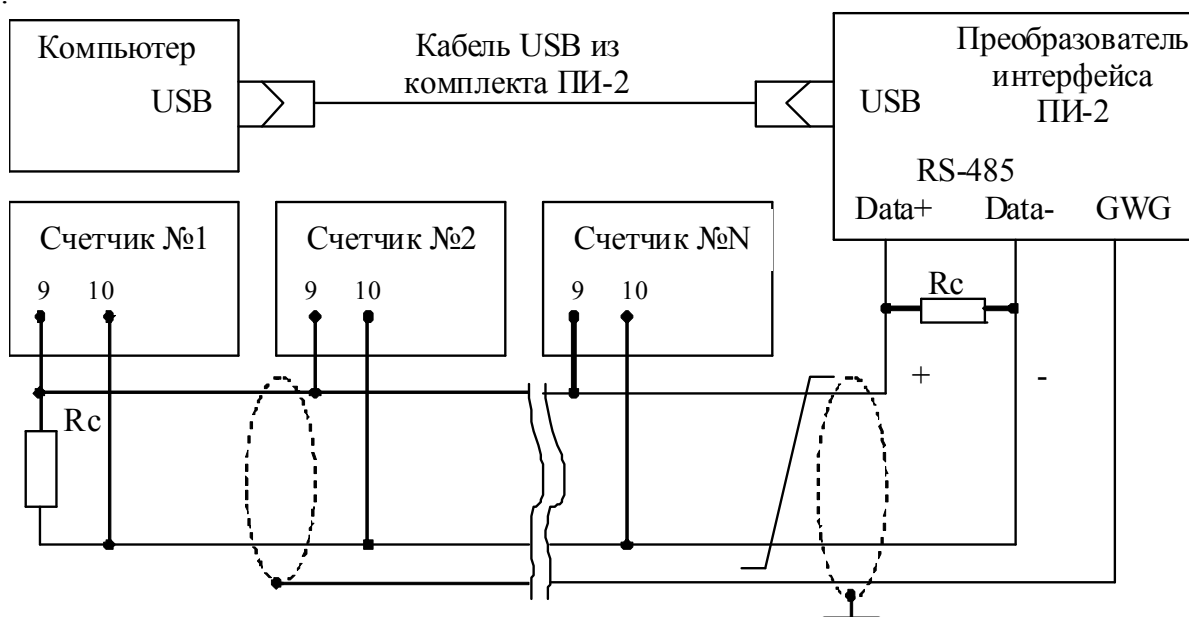 Компьютер
USB
Кабель USB из
комплекта ПИ-2
Преобразователь
интерфейса
ПИ-2
USB
RS-485
Data+ Data- GWG
Счетчик №1
9 10
Счетчик №2
9 10
Счетчик №N
9 10
Rc
+ -
Rc